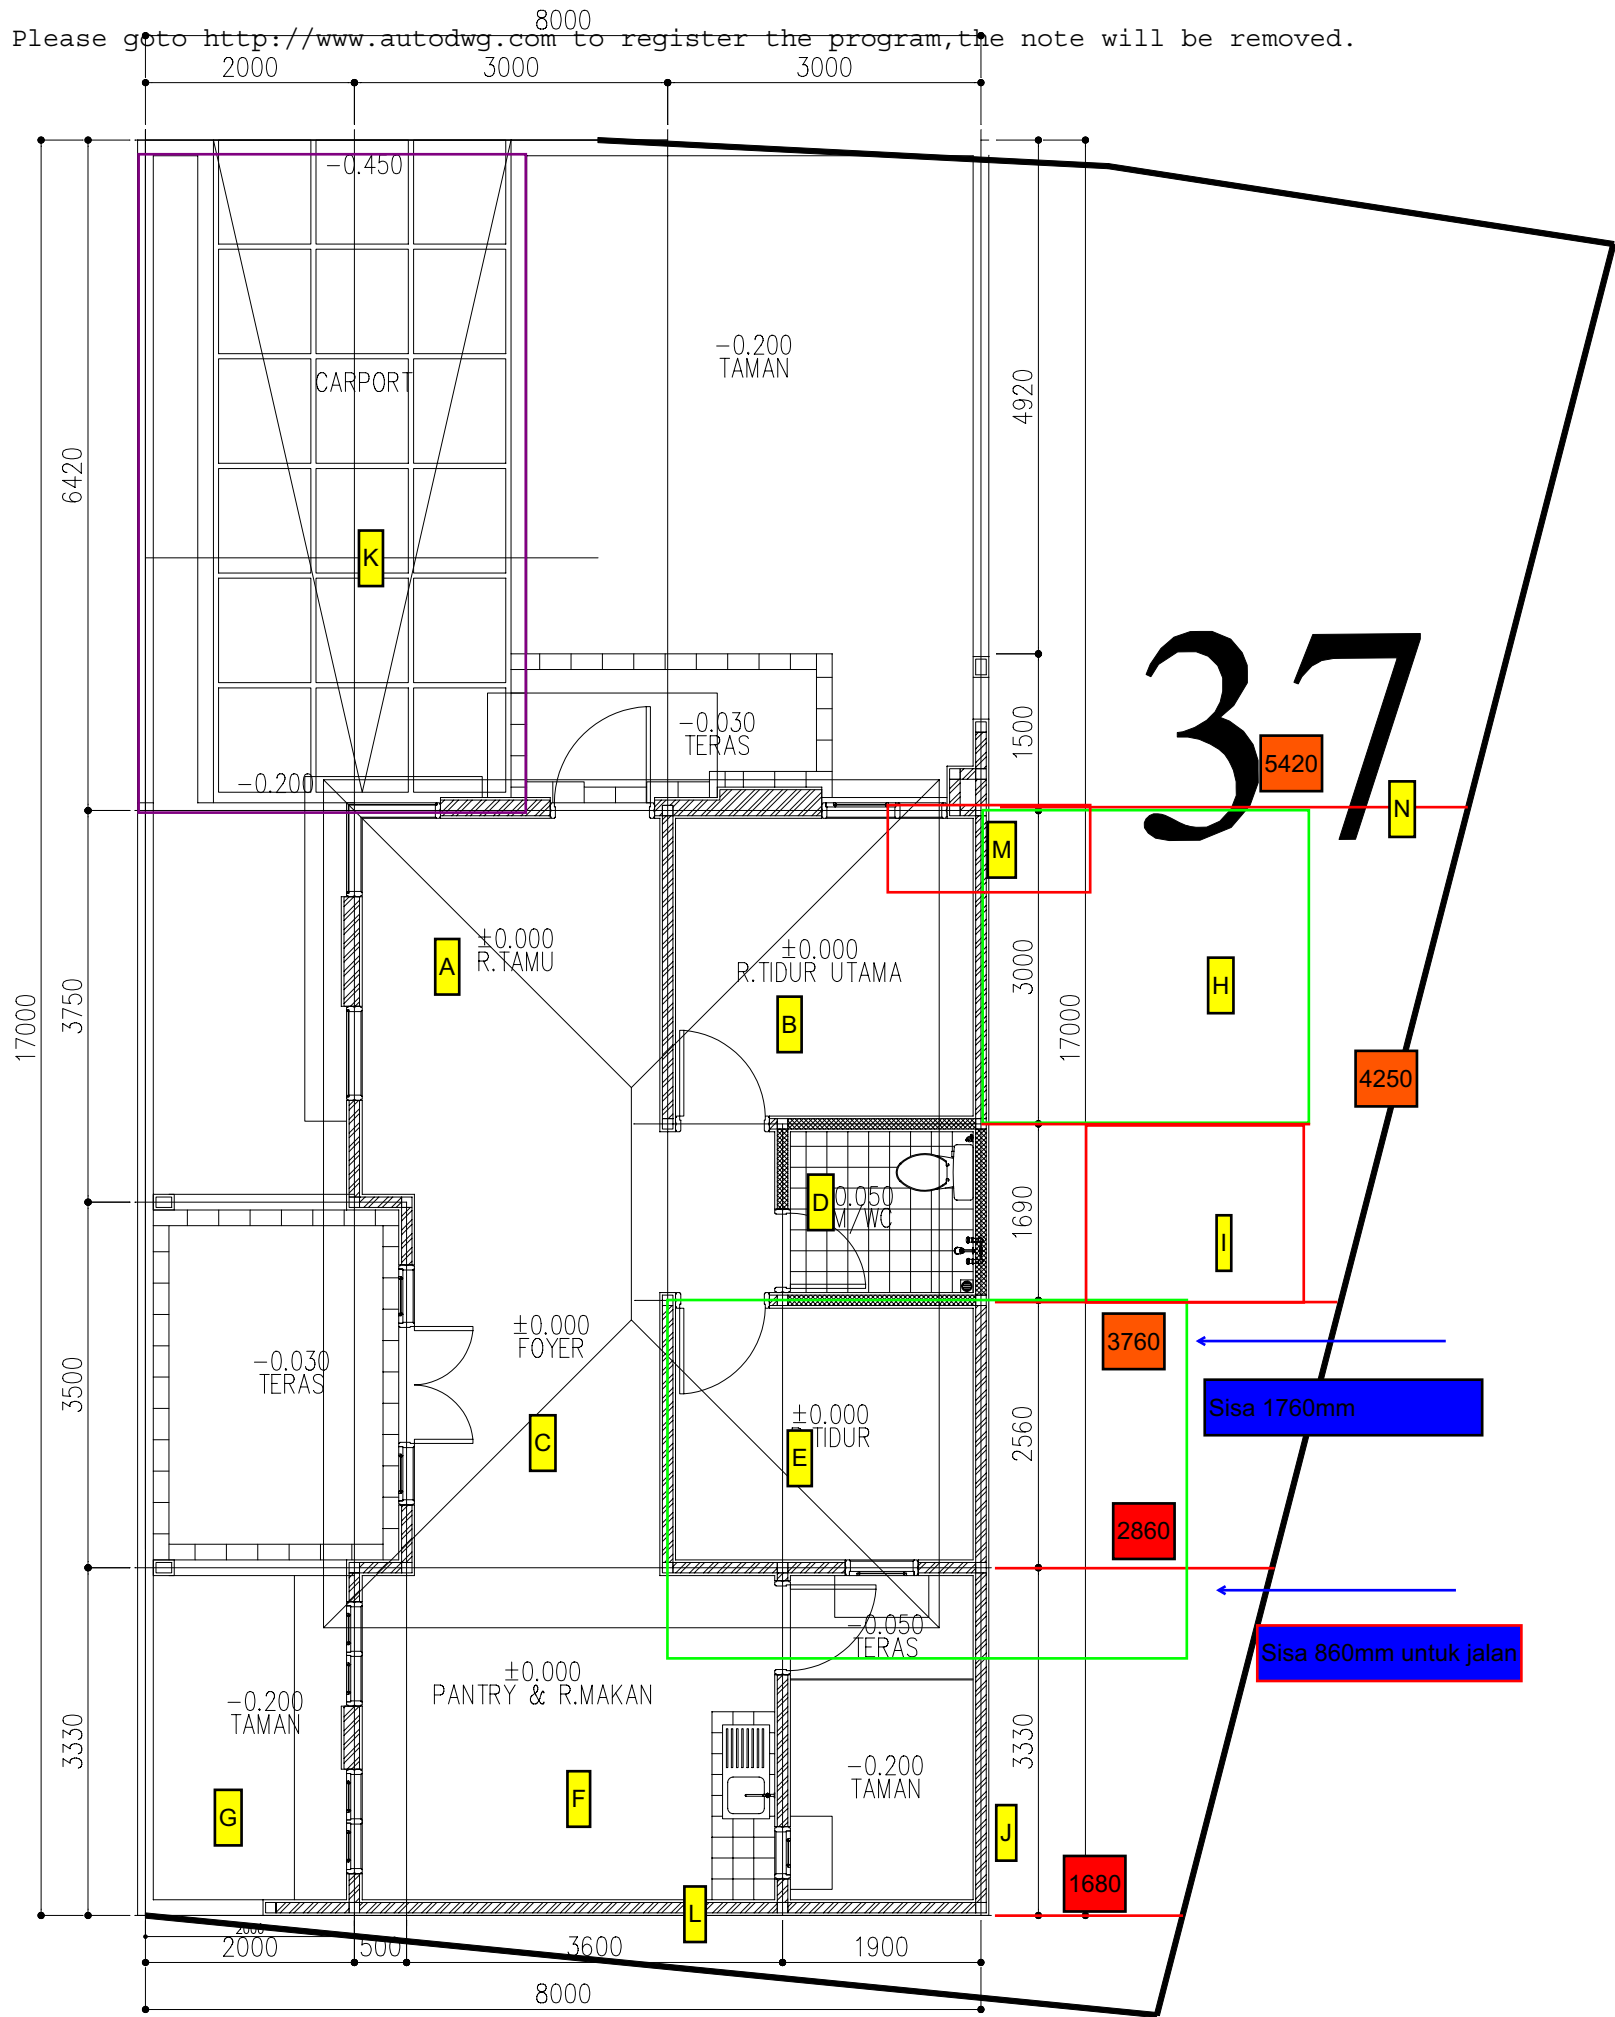 8000
Please goto http://www.autodwg.com to register the program,the note will be removed.
2000
3000
3000
-0.450
-0.200
TAMAN
CARPORT
4920
6420
K
37
-0.030
TERAS
1500
5420
-0.200
N
M
±0.000
R.TAMU
A
±0.000
R.TIDUR UTAMA
B
3000
H
17000
3750
17000
4250
D
0.050
M/WC
1690
I
±0.000
FOYER
3760
-0.030
TERAS
3500
Sisa 1760mm
±0.000
TIDUR
C
E
2560
2860
-0.050
TERAS
Sisa 860mm untuk jalan
±0.000
PANTRY & R.MAKAN
-0.200
TAMAN
3330
3330
-0.200
TAMAN
F
G
J
1680
L
2000
2000
500
3600
1900
8000